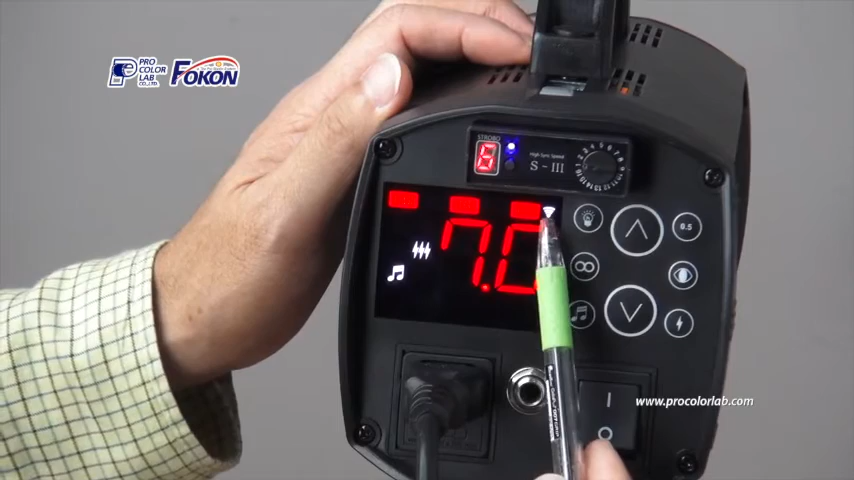 PRO
COLOR
LAB
CO.,LTD.
FOKON
STROBO
6
High Sync Speed
S - III
7.0
0.5
www.procolorlab.com